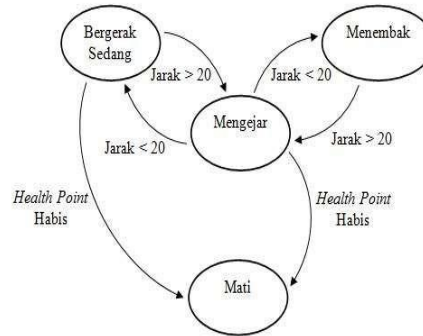 Bergerak
Sedang
Menembak
Jarak > 20
Jarak < 20
Mengejar
Jarak < 20
Jarak > 20
Health Point
Habis
Health Point
Habis
Mati